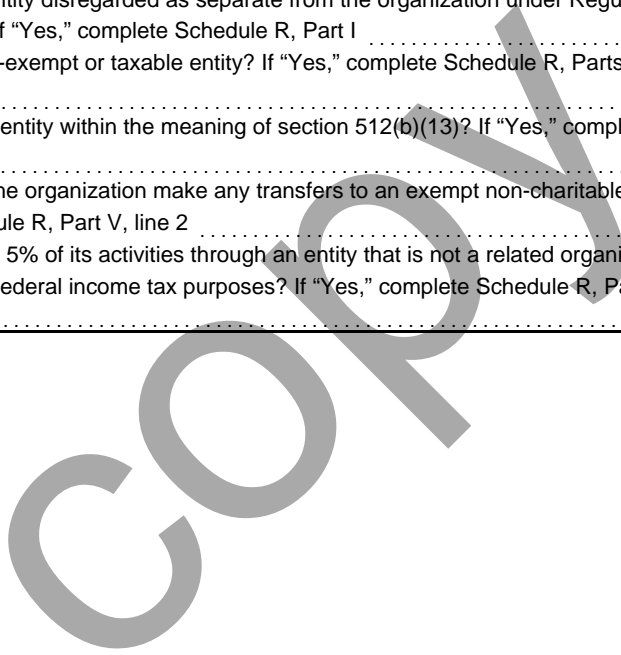 ntity disregarded as separate from the organization under Regu
f “Yes,” complete Schedule R, Part I
-exempt or taxable entity? If “Yes,” complete Schedule R, Parts
entity within the meaning of section 512(b)(13)? If “Yes,” compl
ne organization make any transfers to an exempt non-charitable
ule R, Part V, line 2
5% of its activities through an entity that is not a related organi
ederal income tax purposes? If “Yes,” complete Schedule R, Pa
copy